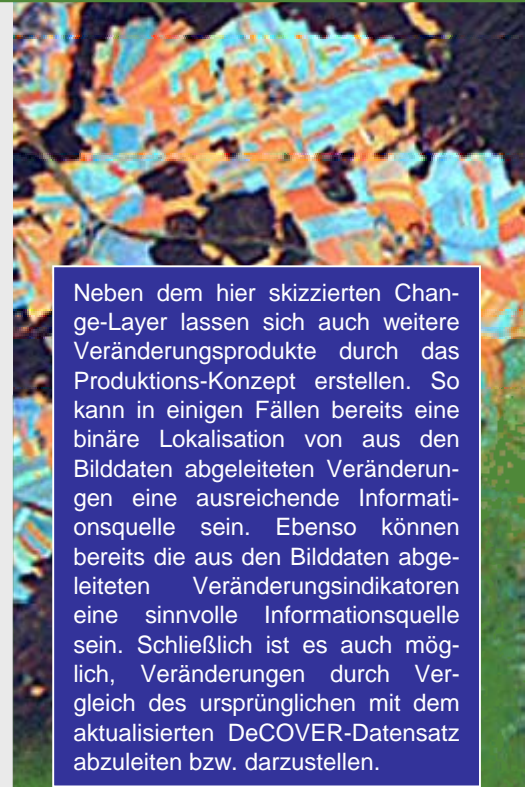 Neben dem hier skizzierten Chan-
ge-Layer lassen sich auch weitere
Veränderungsprodukte durch das
Produktions-Konzept erstellen. So
kann in einigen Fällen bereits eine
binäre Lokalisation von aus den
Bilddaten abgeleiteten Veränderun-
gen eine ausreichende Informati-
onsquelle sein. Ebenso können
bereits die aus den Bilddaten abge-
leiteten Veränderungsindikatoren
eine sinnvolle Informationsquelle
sein. Schließlich ist es auch mög-
lich, Veränderungen durch Ver-
gleich des ursprünglichen mit dem
aktualisierten DeCOVER-Datensatz
abzuleiten bzw. darzustellen.